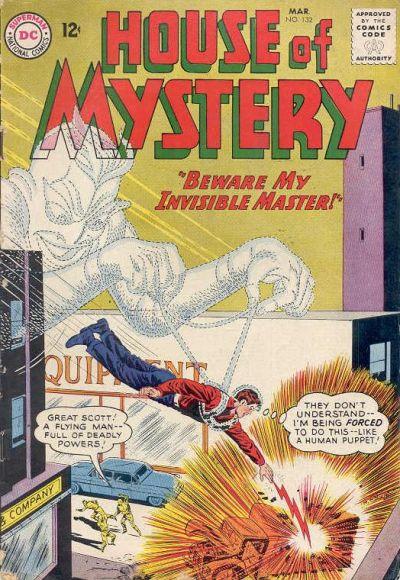 SUPERMAN
DC
NATIONAL COMICS
12¢
MAR.
NO. 132
APPROVED
BY THE
COMICS
CODE
CA
AUTHORITY
HOUSE of
MYSTERY
"BEWARE MY
INVISIBLE MASTER!"
GREAT SCOTT!
A FLYING MAN--
FULL OF DEADLY
POWERS!
THEY DON'T
UNDERSTAND--
I'M BEING FORCED
TO DO THIS--LIKE
A HUMAN PUPPET!
& COMPANY